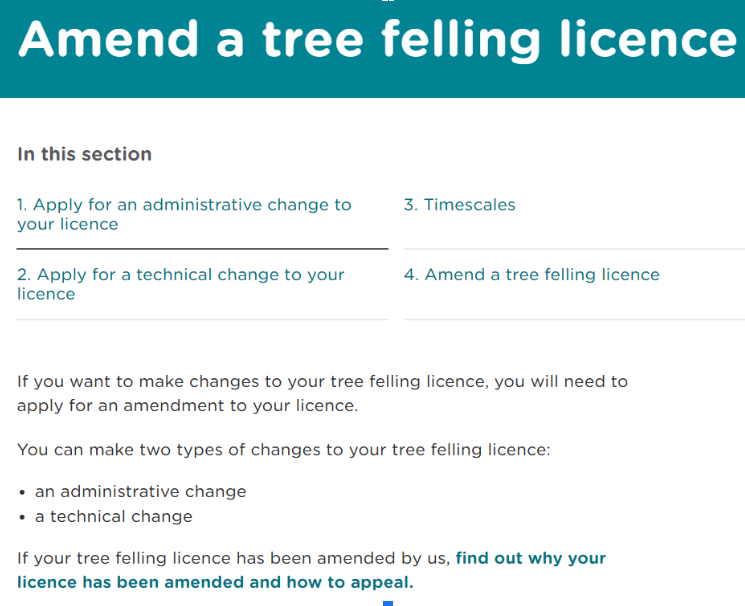 Amend a tree felling licence
In this section
1. Apply for an administrative change to
your licence
3. Timescales
2. Apply for a technical change to your
licence
4. Amend a tree felling licence
If you want to make changes to your tree felling licence, you will need to
apply for an amendment to your licence.
You can make two types of changes to your tree felling licence:
• an administrative change
• a technical change
If your tree felling licence has been amended by us, find out why your
licence has been amended and how to appeal.